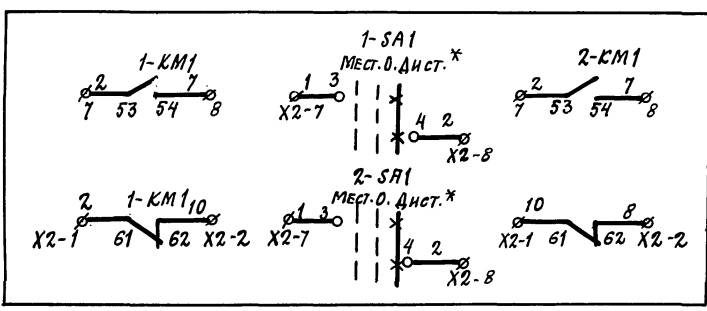 1-SA1
1-KM1 МЕСТ.О.ДИСТ.* 2-KM1
2 7 1 3 2 7
7 53 54 8 X2-7 7 53 54 8
4 2
X2-8
2-SA1
2 1-KM1 10 МЕСТ.О.ДИСТ.* 10 8
1 3
X2-1 61 62 X2-2 X2-7 X2-1 61 62 X2-2
4 2
X2-8